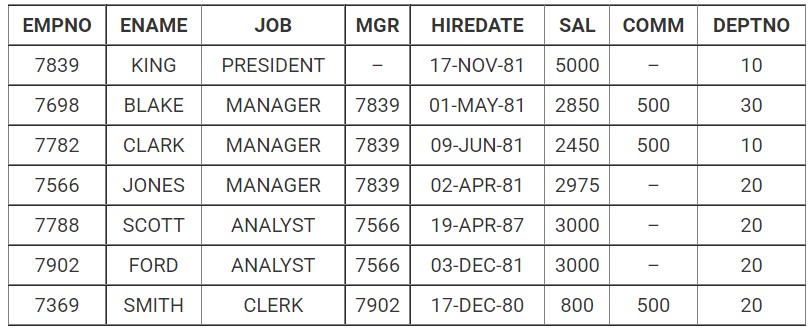 EMPNO ENAME JOB MGR HIREDATE SAL COMM DEPTNO
7839 KING PRESIDENT – 17-NOV-81 5000 – 10
7698 BLAKE MANAGER 7839 01-MAY-81 2850 500 30
7782 CLARK MANAGER 7839 09-JUN-81 2450 500 10
7566 JONES MANAGER 7839 02-APR-81 2975 – 20
7788 SCOTT ANALYST 7566 19-APR-87 3000 – 20
7902 FORD ANALYST 7566 03-DEC-81 3000 – 20
7369 SMITH CLERK 7902 17-DEC-80 800 500 20